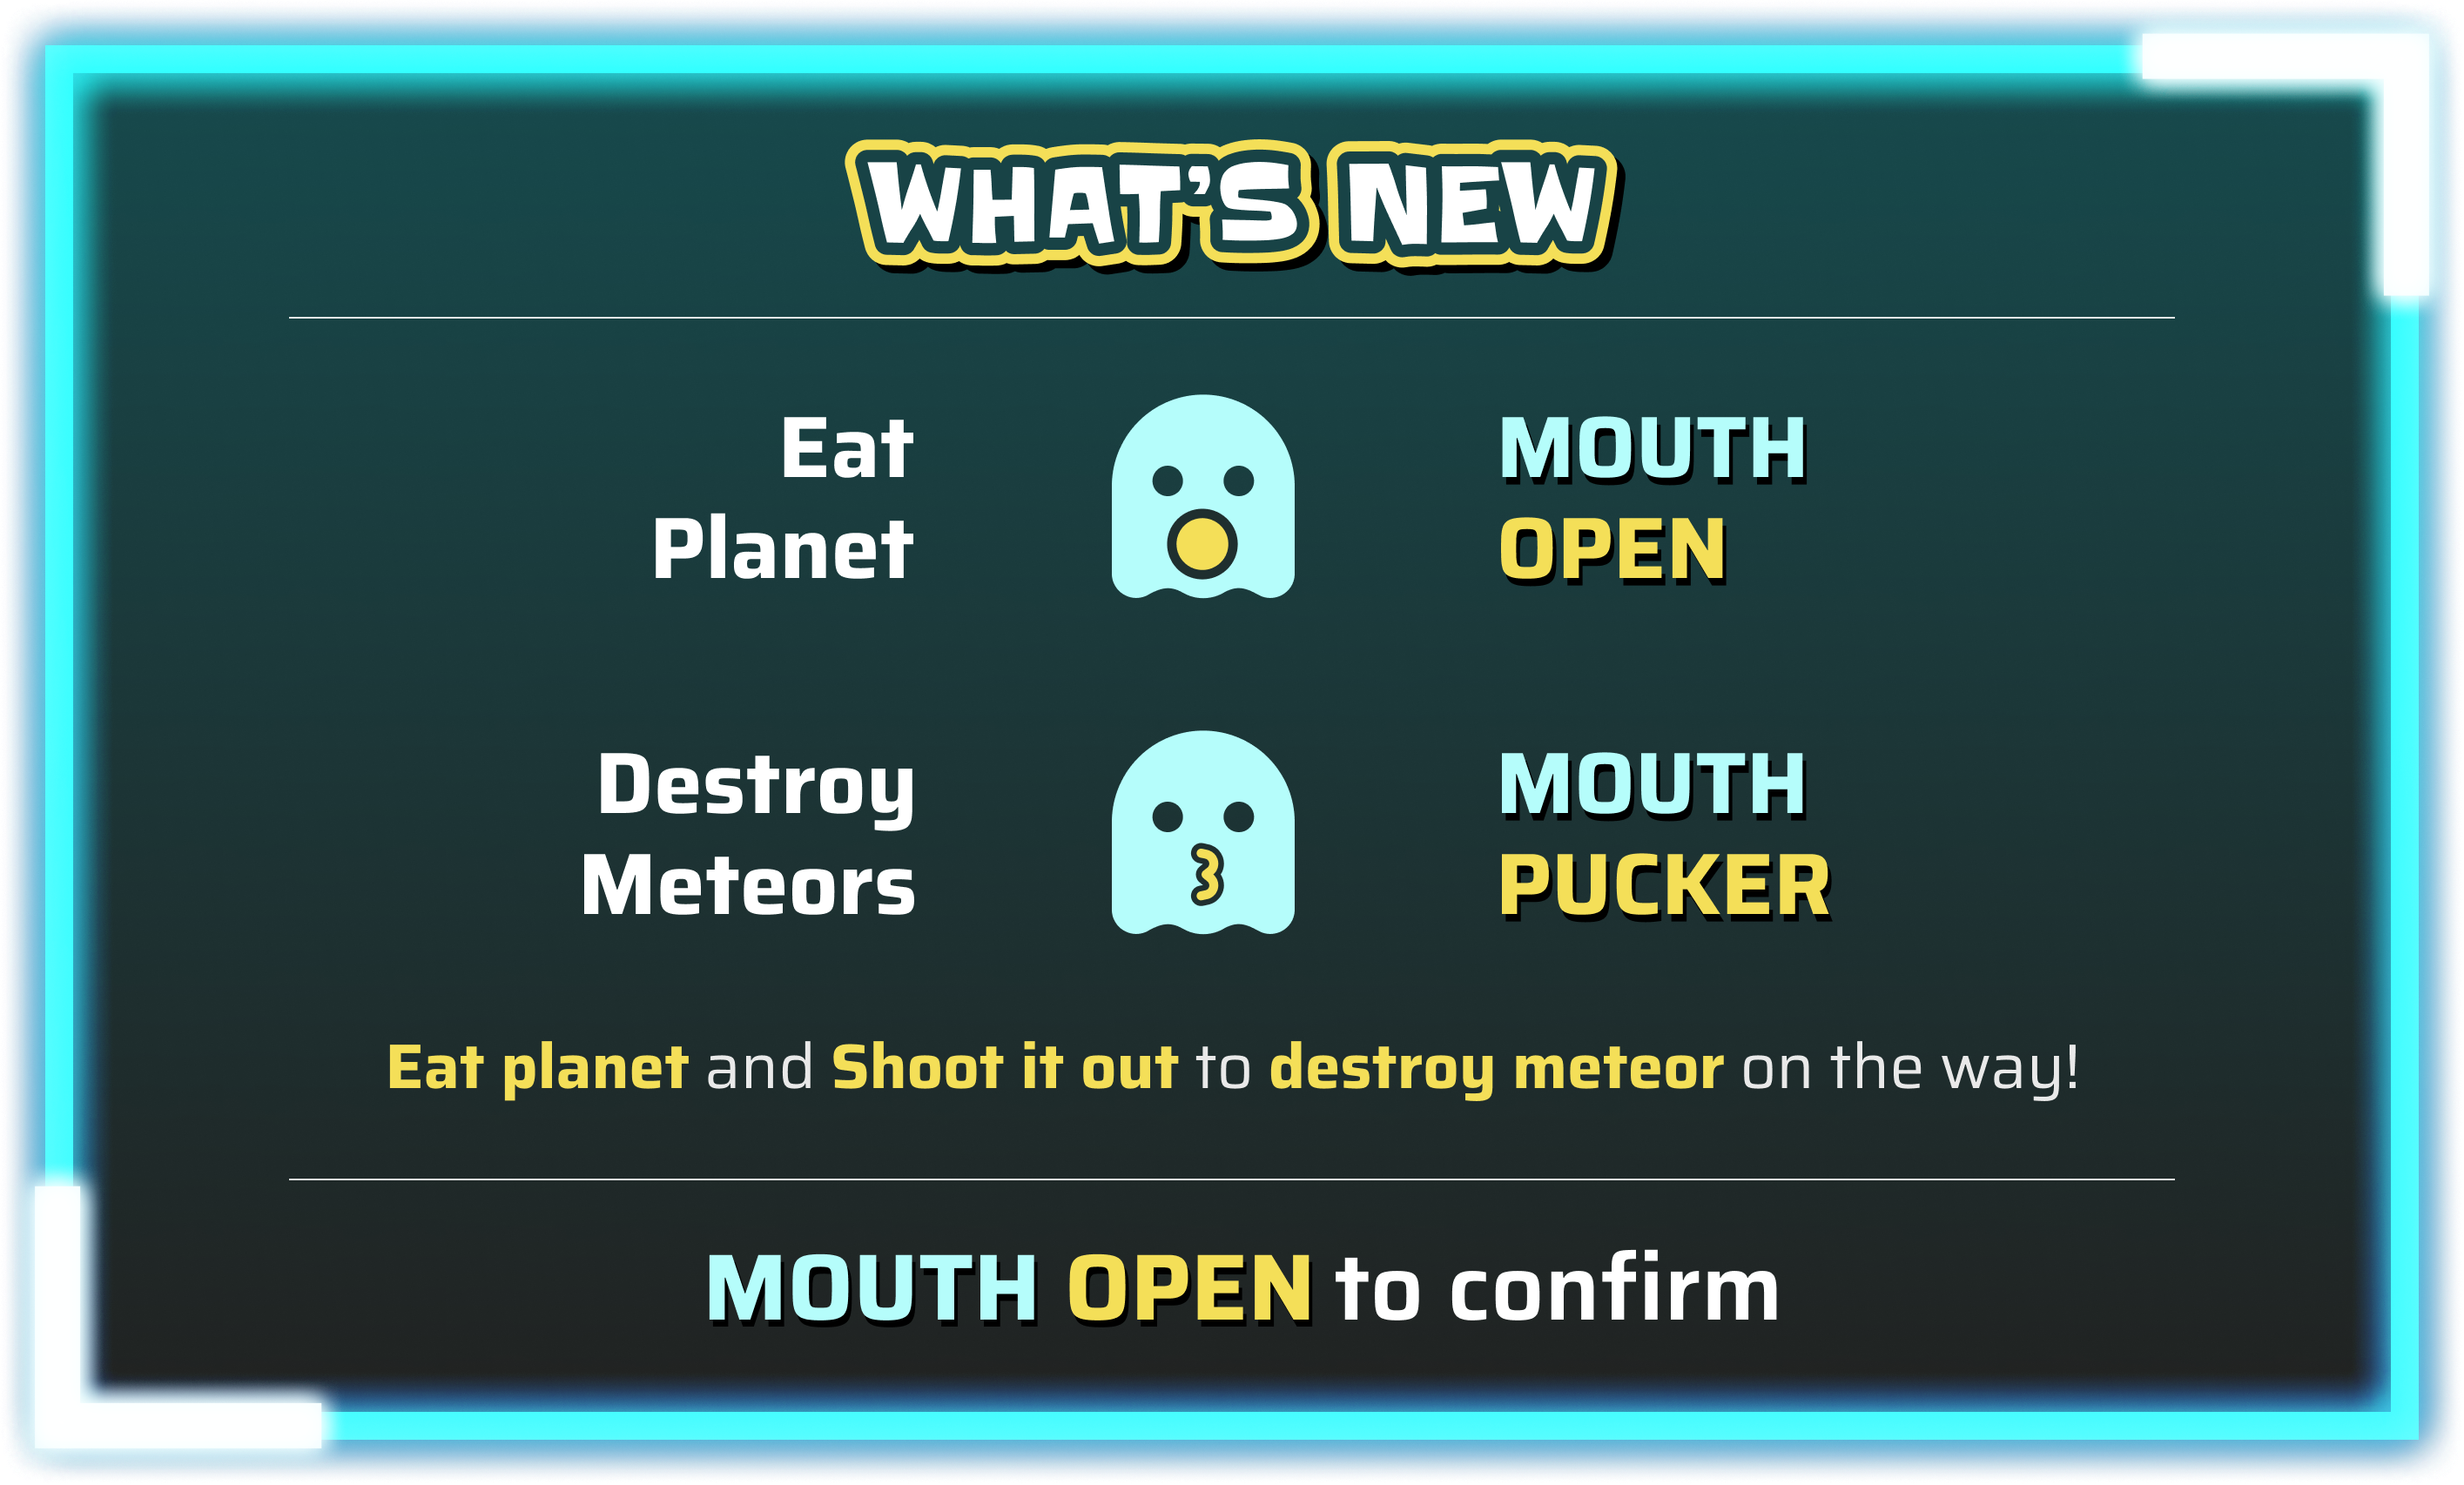 WHAT'S NEW
Eat
Planet
MOUTH
OPEN
Destroy
Meteors
MOUTH
PUCKER
Eat planet and Shoot it out to destroy meteor on the way!
MOUTH OPEN to confirm